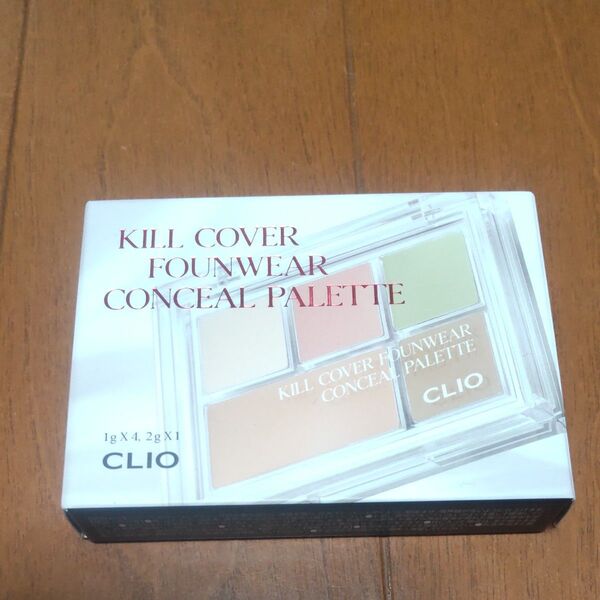 KILL COVER
FOUNWEAR
CONCEAL PALETTE
KILL COVER FOUNWEAR
CONCEAL PALETTE
CLIO
1g X 4, 2g X 1
CLIO